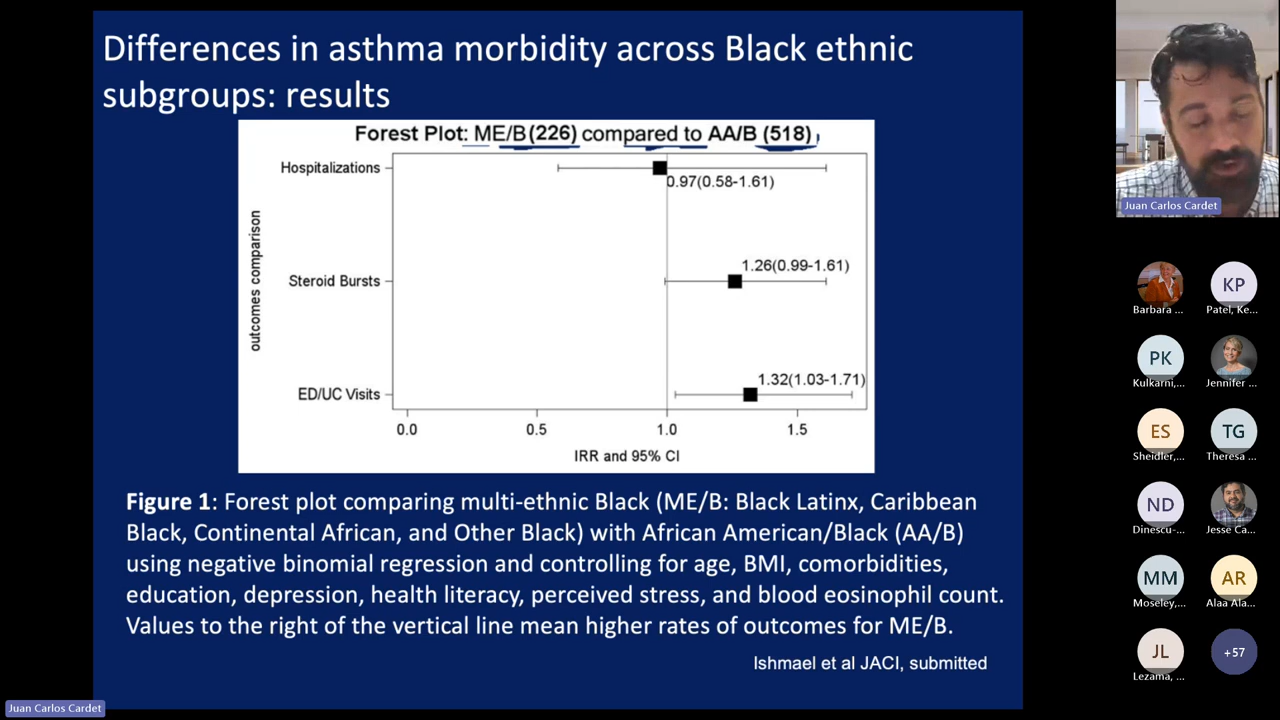 Differences in asthma morbidity across Black ethnic
subgroups: results
Forest Plot: ME/B(226) compared to AA/B (518)
Hospitalizations
0.97(0.58-1.61)
1.26(0.99-1.61)
Steroid Bursts
1.32(1.03-1.71)
ED/UC Visits
outcomes comparison
0.0 0.5 1.0 1.5
IRR and 95% CI
Figure 1: Forest plot comparing multi-ethnic Black (ME/B: Black Latinx, Caribbean
Black, Continental African, and Other Black) with African American/Black (AA/B)
using negative binomial regression and controlling for age, BMI, comorbidities,
education, depression, health literacy, perceived stress, and blood eosinophil count.
Values to the right of the vertical line mean higher rates of outcomes for ME/B.
Ishmael et al JACI, submitted
Juan Carlos Cardet
Juan Carlos Cardet
Barbara ...
KP
Patel, Ke...
PK
Kulkarni,...
Jennifer ...
ES
Sheidler,...
TG
Theresa ...
ND
Dinescu-...
Jesse Ca...
MM
Moseley,...
AR
Alaa Ala...
JL
Lezama, ...
+57